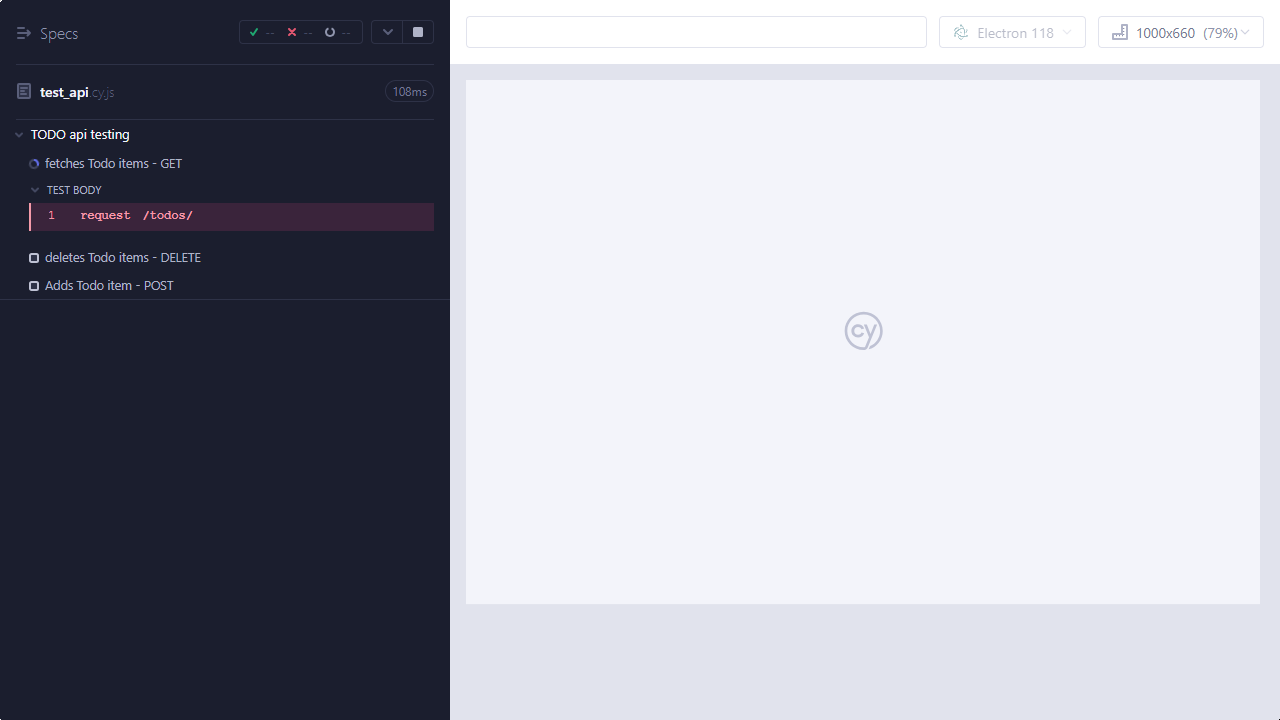 Specs
-- -- --
Electron 118
1000x660 (79%)
test_api.cy.js
108ms
TODO api testing
fetches Todo items - GET
TEST BODY
1 request /todos/
deletes Todo items - DELETE
Adds Todo item - POST
cy